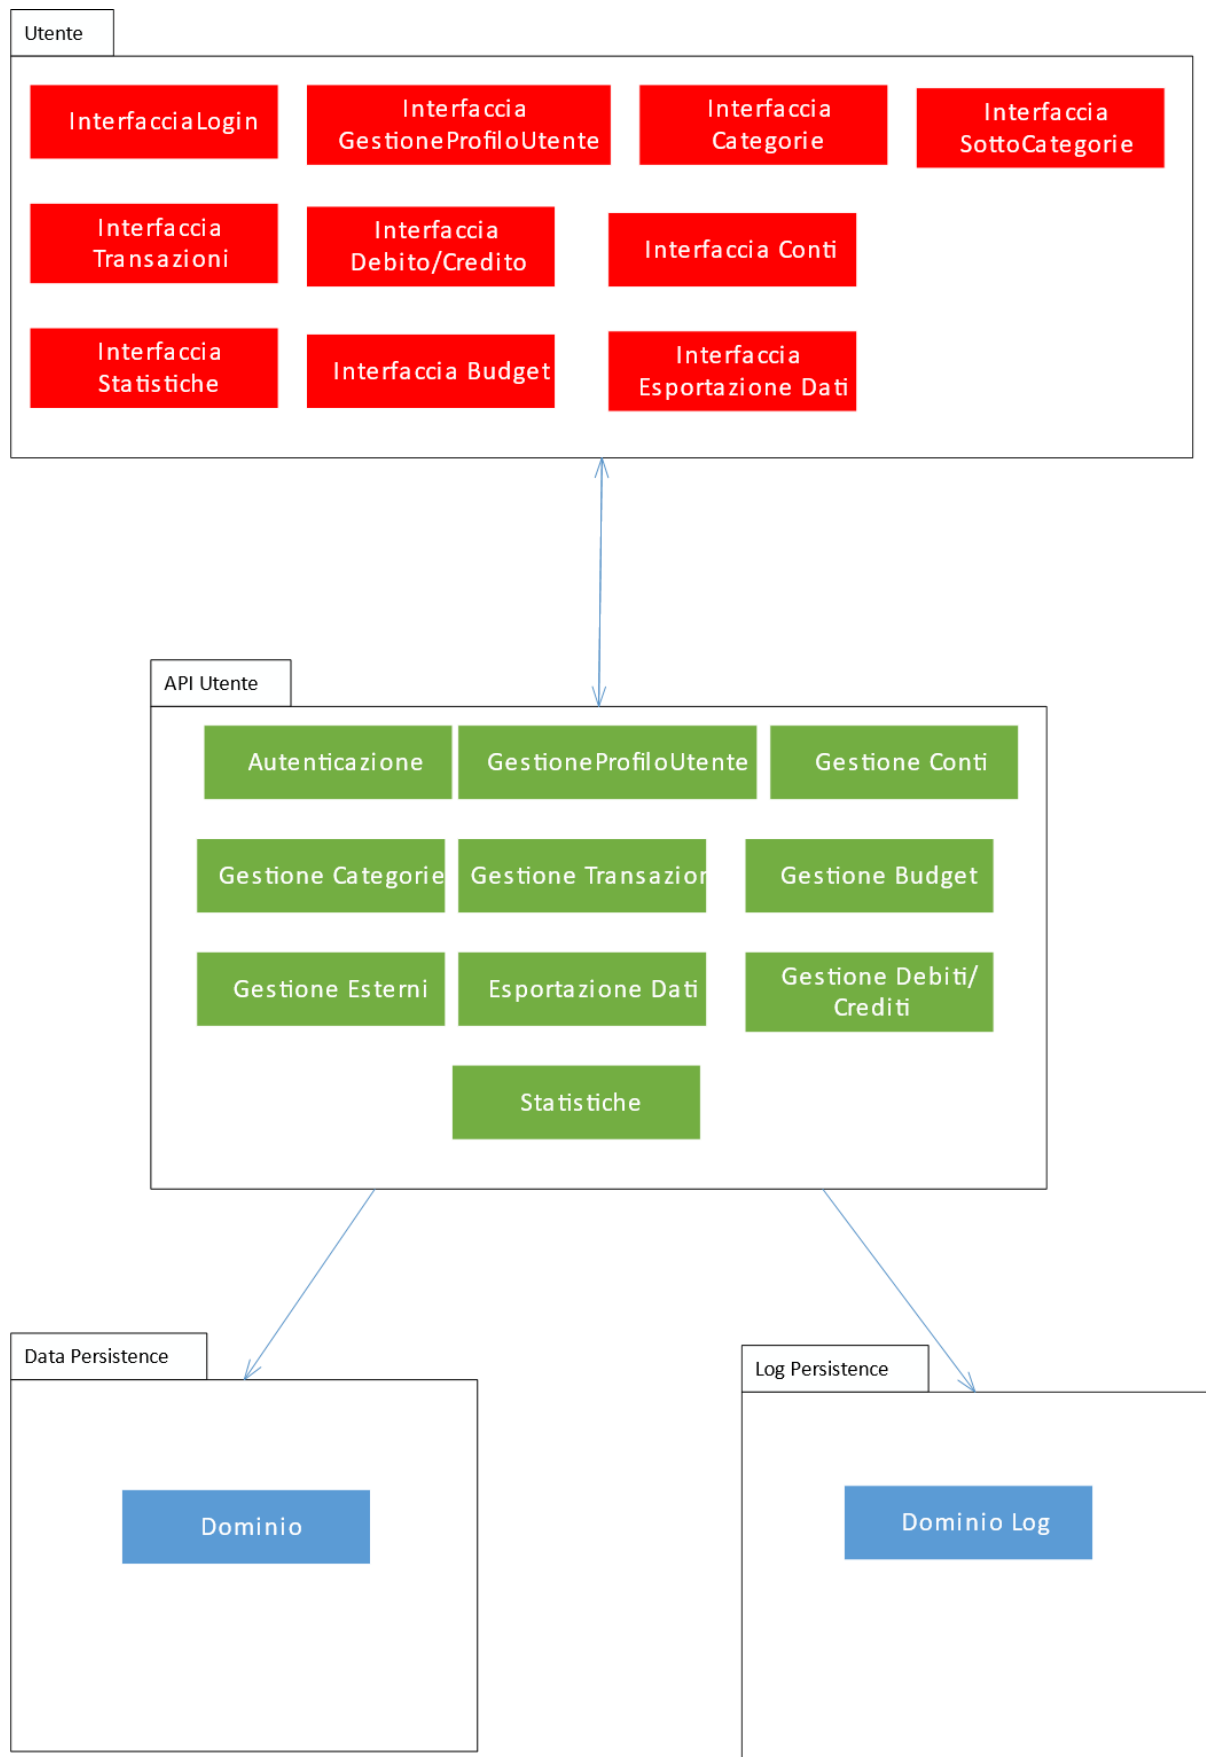 Utente
InterfacciaLogin
Interfaccia
GestioneProfiloUtente
Interfaccia
Categorie
Interfaccia
SottoCategorie
Interfaccia
Transazioni
Interfaccia
Debito/Credito
Interfaccia Conti
Interfaccia
Statistiche
Interfaccia Budget
Interfaccia
Esportazione Dati
API Utente
Autenticazione
GestioneProfiloUtente
Gestione Conti
Gestione Categorie
Gestione Transazior
Gestione Budget
Gestione Esterni
Esportazione Dati
Gestione Debiti/
Crediti
Statistiche
Data Persistence
Log Persistence
Dominio
Dominio Log